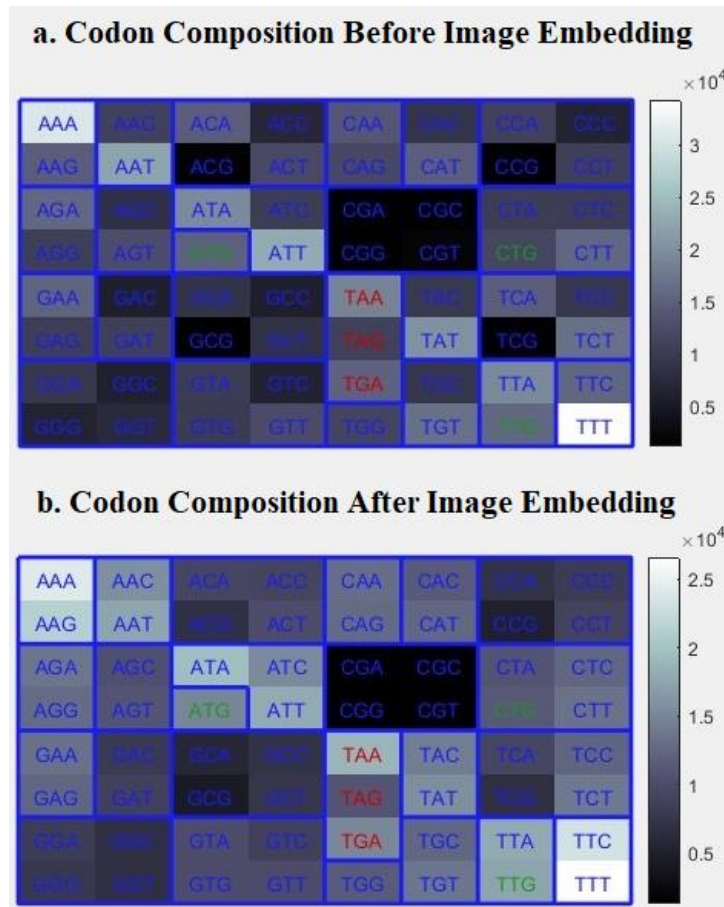 a. Codon Composition Before Image Embedding
×10⁴
AAA AAC ACA ACC CAA CAC CCA CCC
AAG AAT ACG ACT CAG CAT CCG CCT
AGA AGC ATA ATC CGA CGC CTA CTC
AGG AGT ATG ATT CGG CGT CTG CTT
GAA GAC GCA GCC TAA TAC TCA TCC
GAG GAT GCG GCT TAG TAT TCG TCT
GGA GGC GTA GTC TGA TGC TTA TTC
GGG GGT GTG GTT TGG TGT TTG TTT
3
2.5
2
1.5
1
0.5
b. Codon Composition After Image Embedding
×10⁴
AAA AAC ACA ACC CAA CAC CCA CCC
AAG AAT ACG ACT CAG CAT CCG CCT
AGA AGC ATA ATC CGA CGC CTA CTC
AGG AGT ATG ATT CGG CGT CTG CTT
GAA GAC GCA GCC TAA TAC TCA TCC
GAG GAT GCG GCT TAG TAT TCG TCT
GGA GGC GTA GTC TGA TGC TTA TTC
GGG GGT GTG GTT TGG TGT TTG TTT
2.5
2
1.5
1
0.5